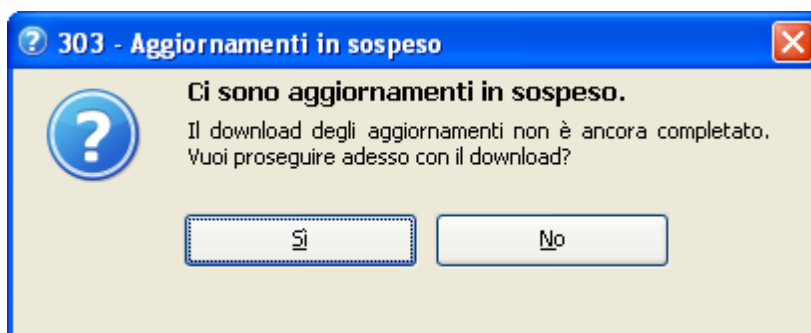 303 - Aggiornamenti in sospeso
Ci sono aggiornamenti in sospeso.
Il download degli aggiornamenti non è ancora completato.
Vuoi proseguire adesso con il download?
Sì
No